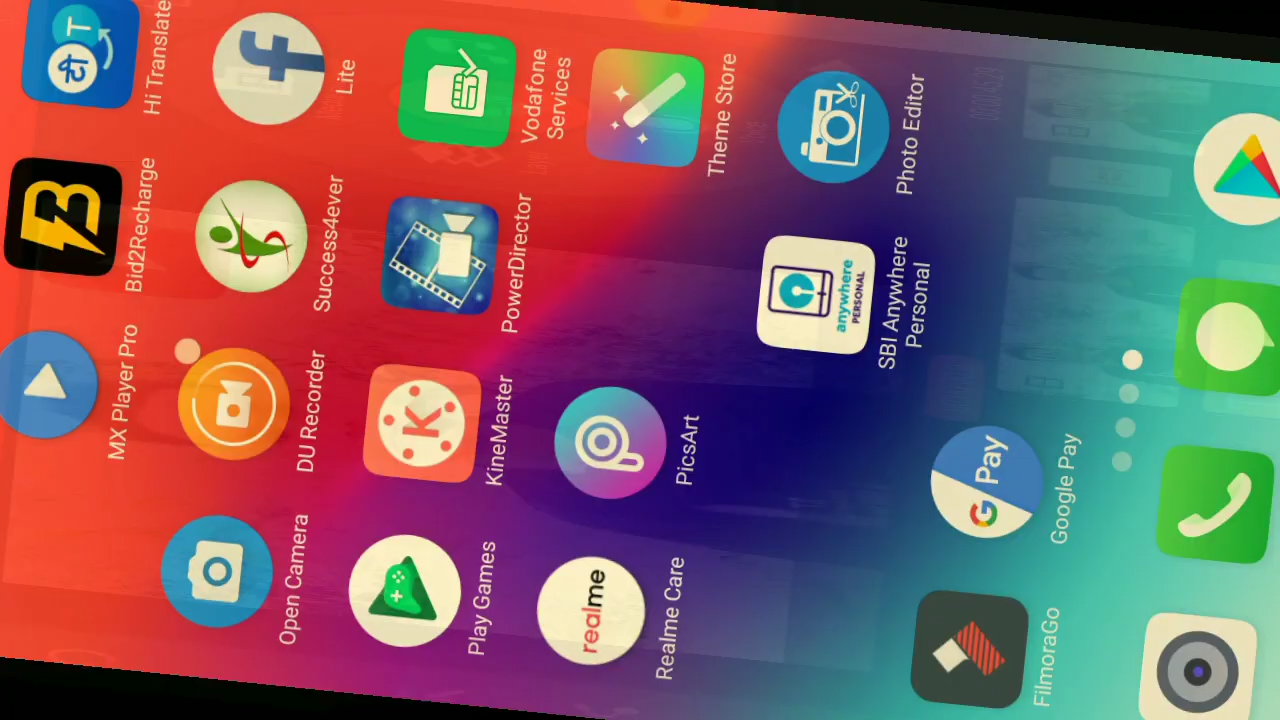 MX Player Pro
Bid2Recharge
Hi Translate
Open Camera
DU Recorder
Success4ever
Lite
K
Play Games
KineMaster
PowerDirector
Vodafone
Services
realme
Realme Care
PicsArt
Theme Store
anywhere
PERSONAL
SBI Anywhere
Personal
Photo Editor
G Pay
FilmoraGo
Google Pay